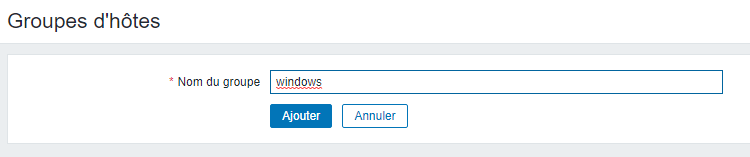 Groupes d'hôtes
* Nom du groupe windows
Ajouter Annuler